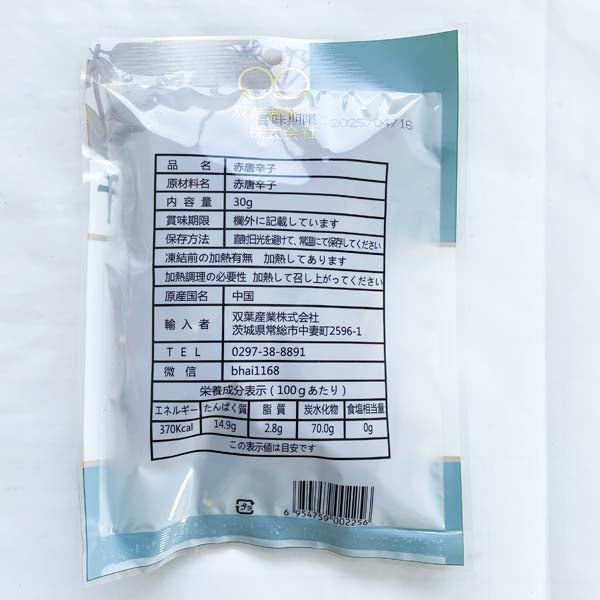 双葉産業
株式会社
賞味期限:2025/04/16
品 名 赤唐辛子
原材料名 赤唐辛子
内 容 量 30g
賞味期限 欄外に記載しています
保存方法 直射日光を避けて、常温にて保存してください
凍結前の加熱有無 加熱してあります
加熱調理の必要性 加熱して召し上がってください
原産国名 中国
輸 入 者 双葉産業株式会社
茨城県常総市中妻町2596-1
T E L 0297-38-8891
微 信 bhai1168
栄養成分表示(100gあたり)
エネルギー たんぱく質 脂 質 炭水化物 食塩相当量
370Kcal 14.9g 2.8g 70.0g 0g
この表示値は目安です
プラ
6 954759 002256